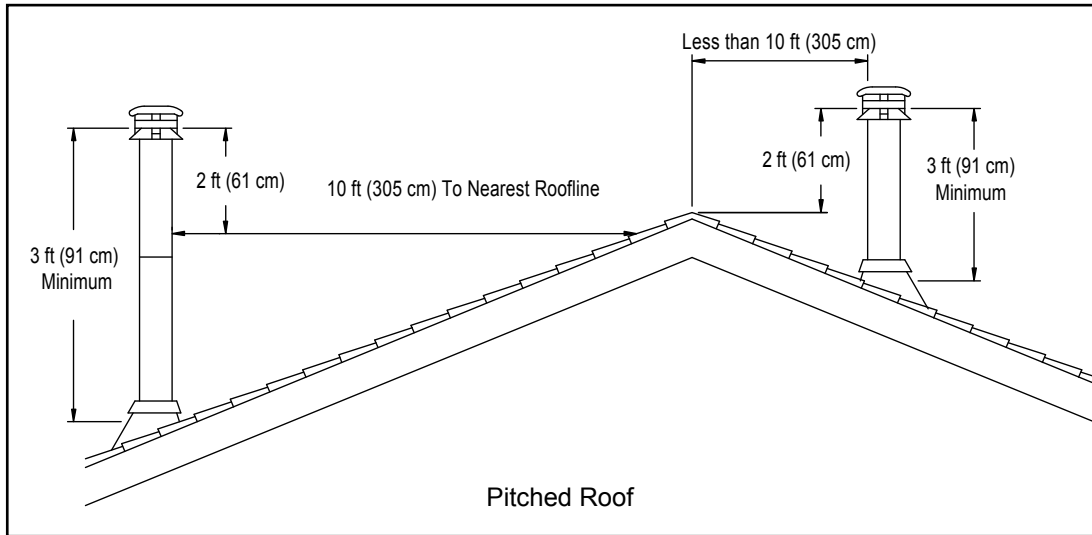 Less than 10 ft (305 cm)
2 ft (61 cm)
10 ft (305 cm) To Nearest Roofline
3 ft (91 cm)
Minimum
2 ft (61 cm)
3 ft (91 cm)
Minimum
Pitched Roof